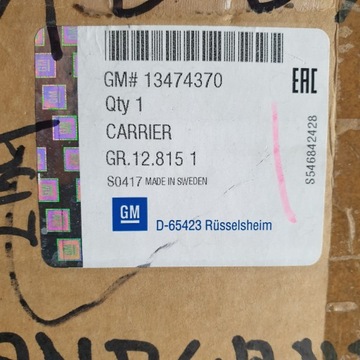 GM# 13474370
Qty 1
CARRIER
GR.12.815 1
S0417 MADE IN SWEDEN
GM
D-65423 Rüsselsheim
EAC
S546842428